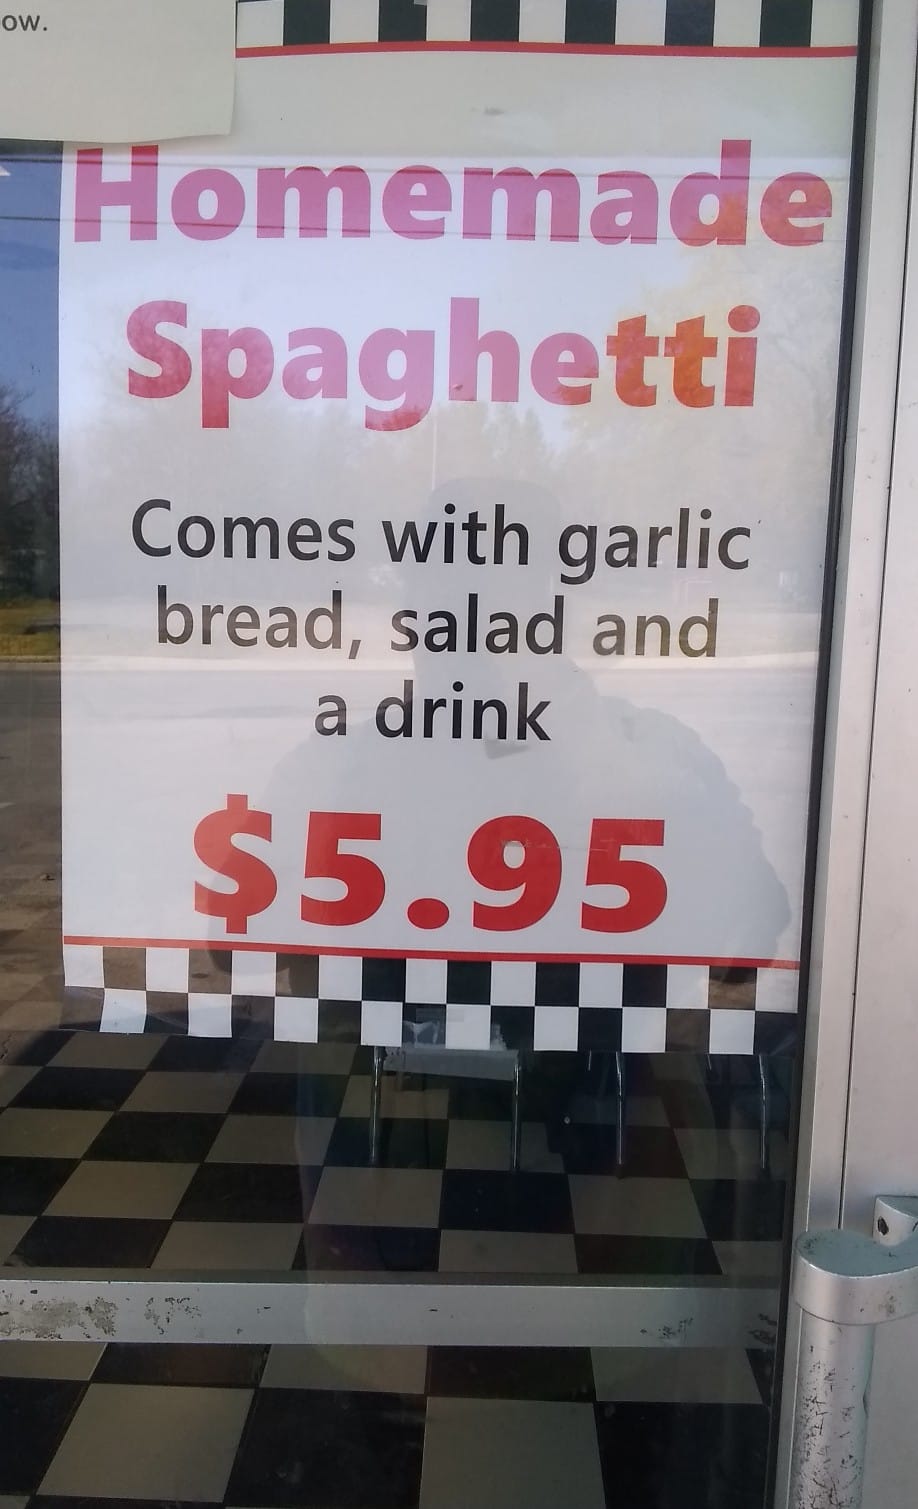 ow.
Homemade
Spaghetti
Comes with garlic
bread, salad and
a drink
$5.95